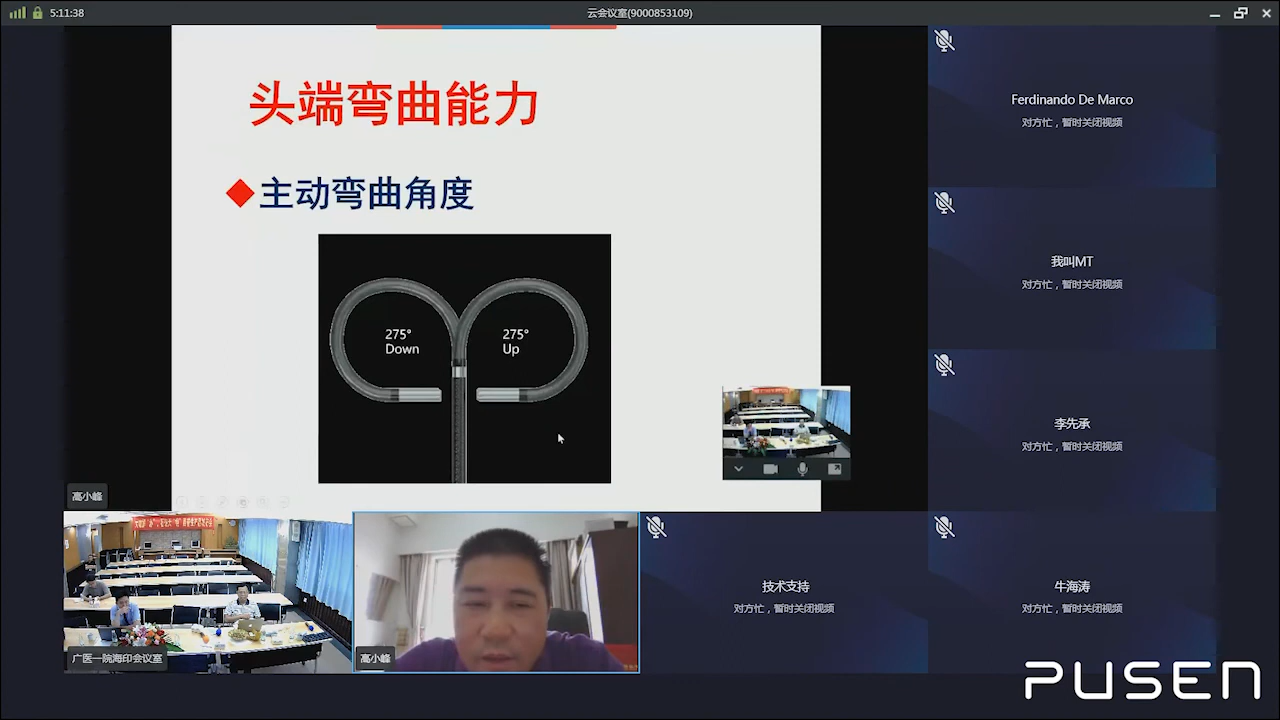 5:11:38
云会议室(9000853109)
头端弯曲能力
主动弯曲角度
275°
Down
275°
Up
高小峰
Ferdinando De Marco
对方忙，暂时关闭视频
我叫MT
对方忙，暂时关闭视频
李先承
对方忙，暂时关闭视频
广医一院海印会议室
高小峰
技术支持
对方忙，暂时关闭视频
牛海涛
对方忙，暂时关闭视频
PUSEN